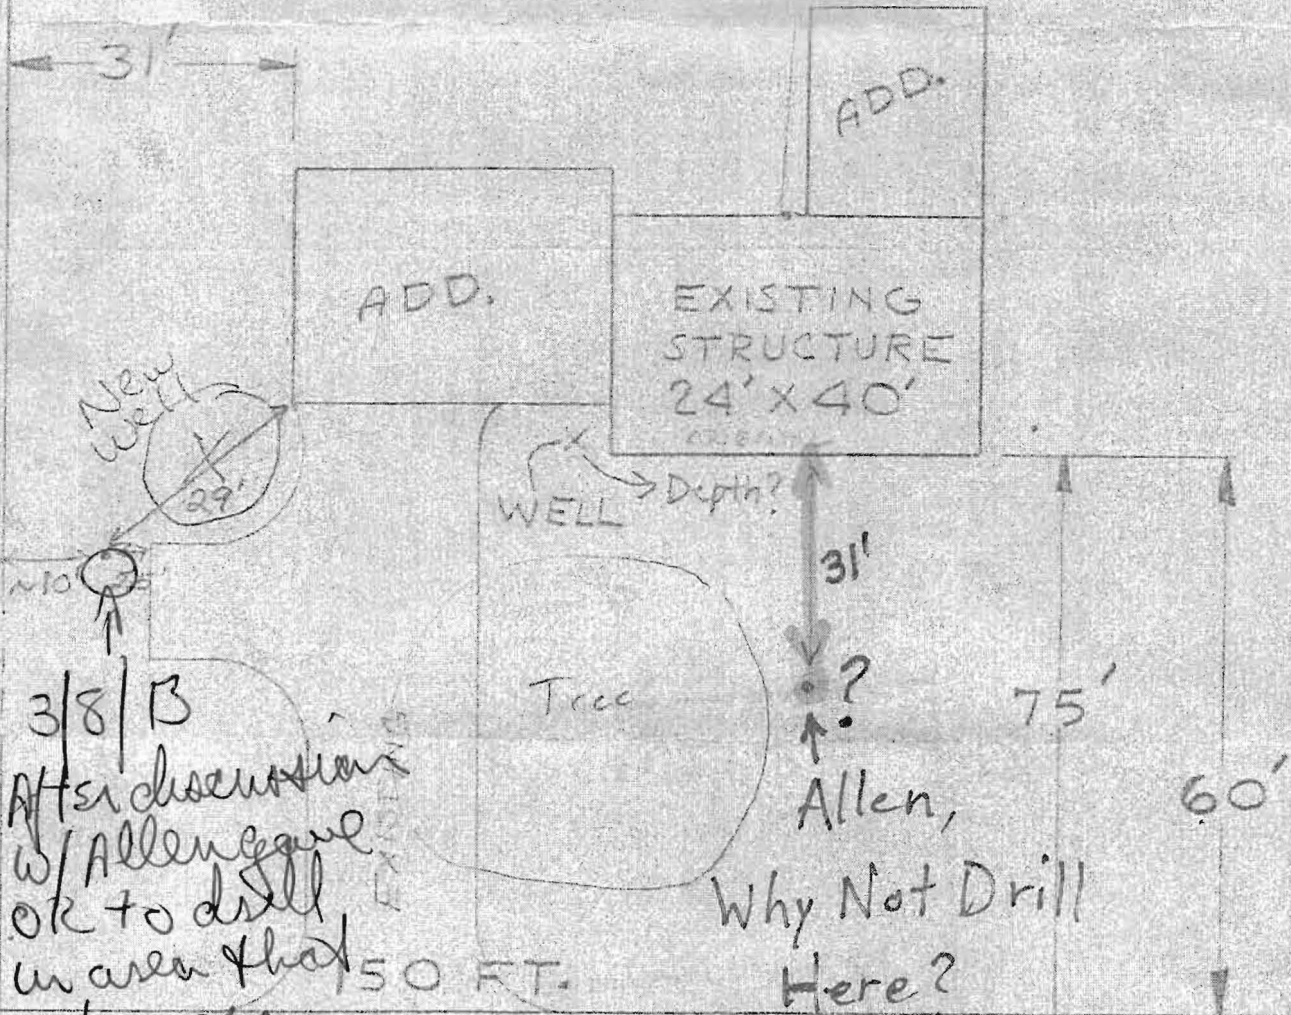 31'
ADD.
ADD.
EXISTING
STRUCTURE
24' X 40'
New
Well
29'
WELL
Depth?
~10'
31'
Tree
?
75'
60'
3/8/13
After discussion
w/ Allen gave
ok to drill
in area that
Allen,
Why Not Drill
Here?
150 FT.